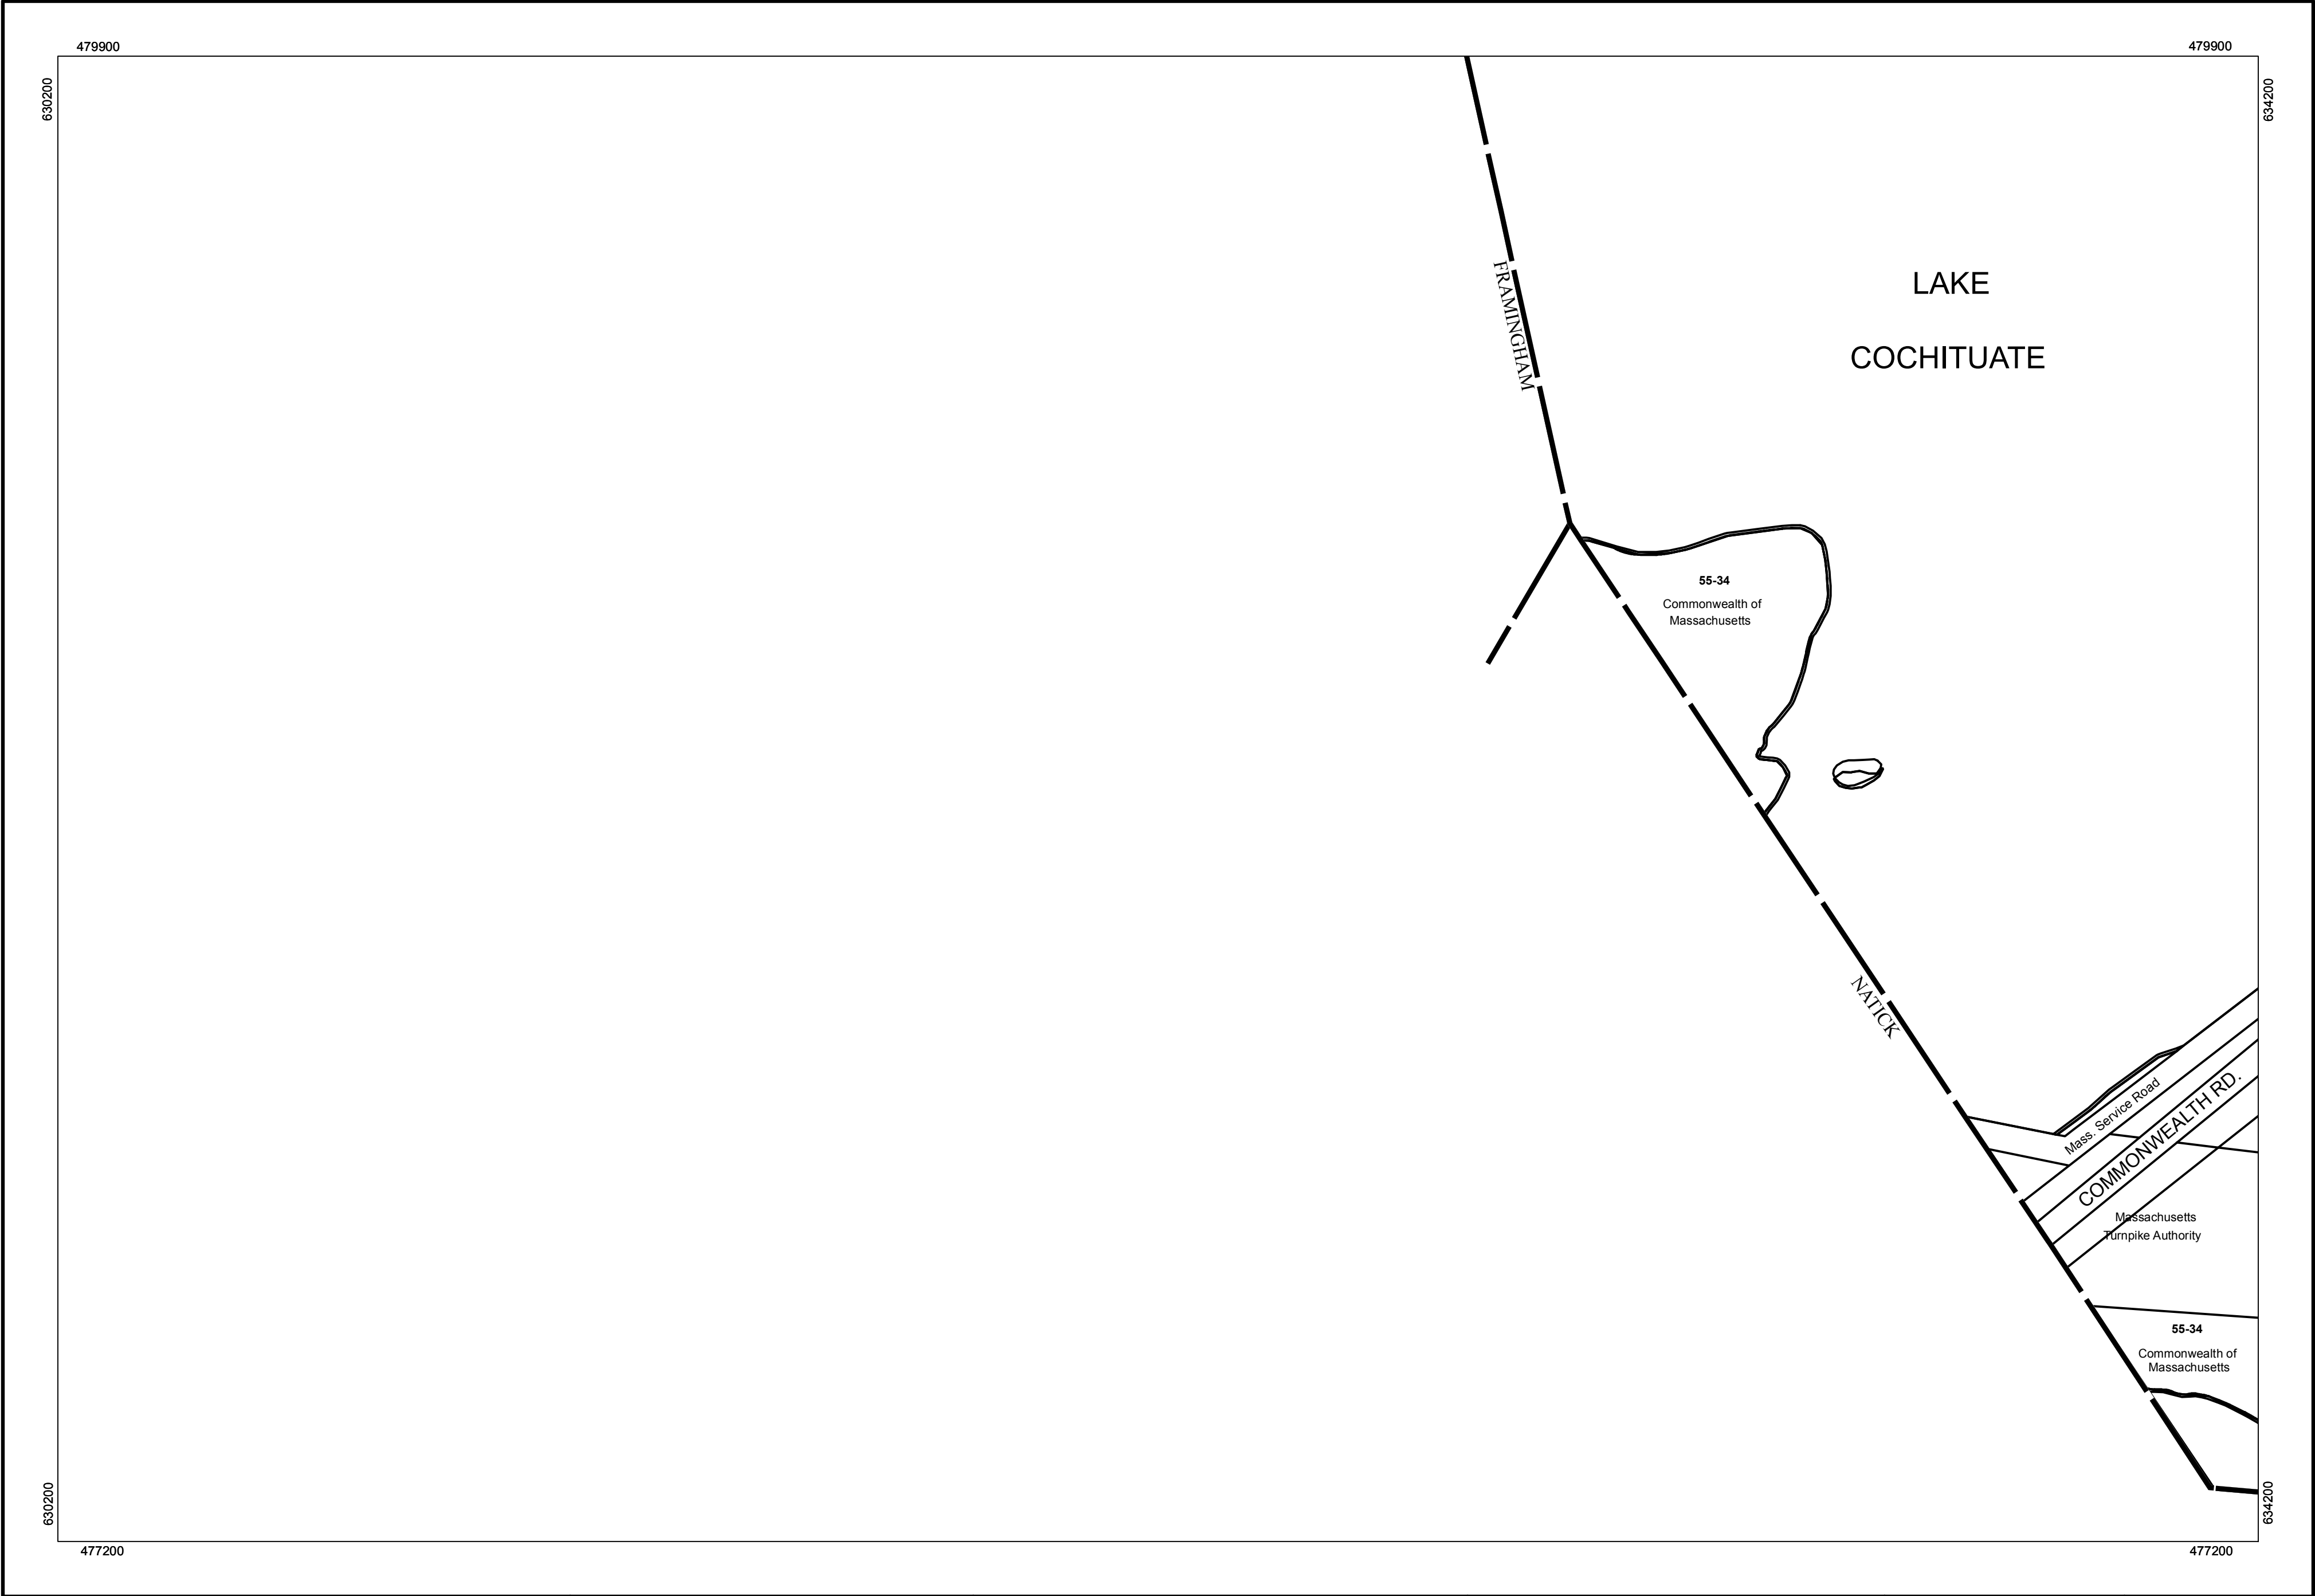 479900
479900
630200
634200
LAKE
COCHITUATE
FRAMINGHAM
55-34
Commonwealth of
Massachusetts
NATICK
Mass. Service Road
COMMONWEALTH RD.
Massachusetts
Turnpike Authority
55-34
Commonwealth of
Massachusetts
630200
634200
477200
477200